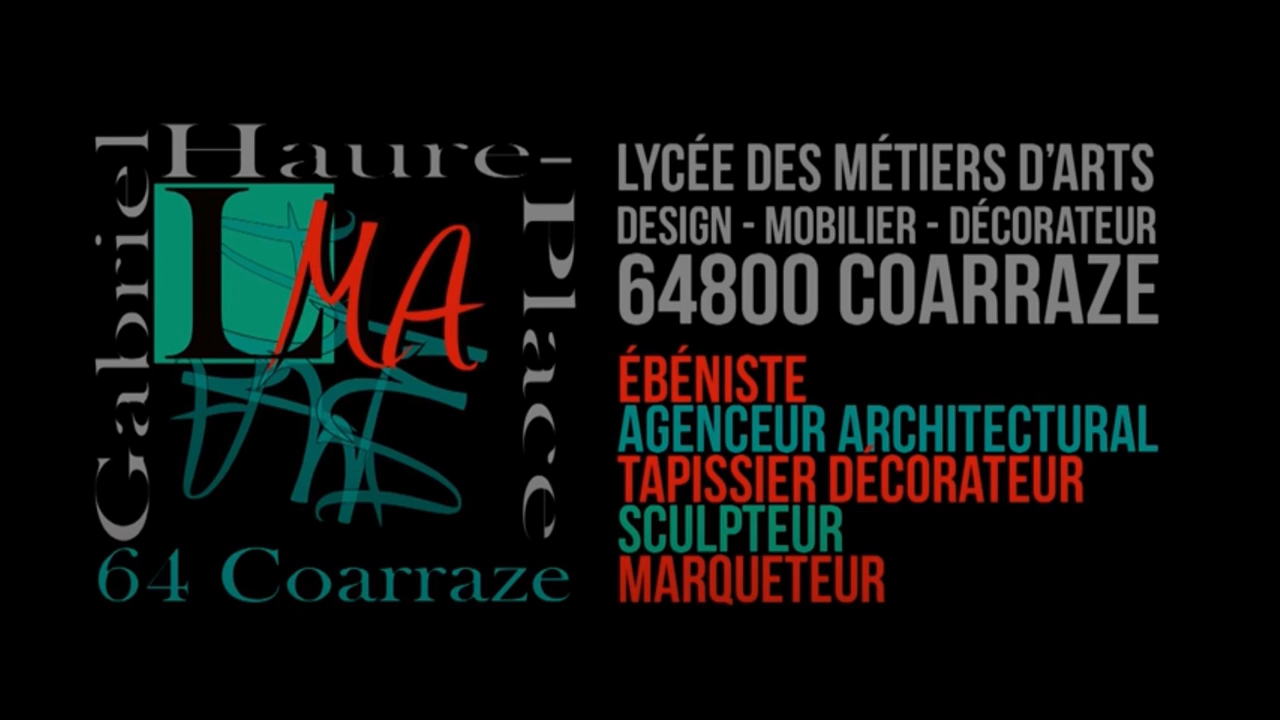 Gabriel
Haure-
Place
LMA
64 Coarraze
LYCÉE DES MÉTIERS D'ARTS
DESIGN - MOBILIER - DÉCORATEUR
64800 COARRAZE
ÉBÉNISTE
AGENCEUR ARCHITECTURAL
TAPISSIER DÉCORATEUR
SCULPTEUR
MARQUETEUR